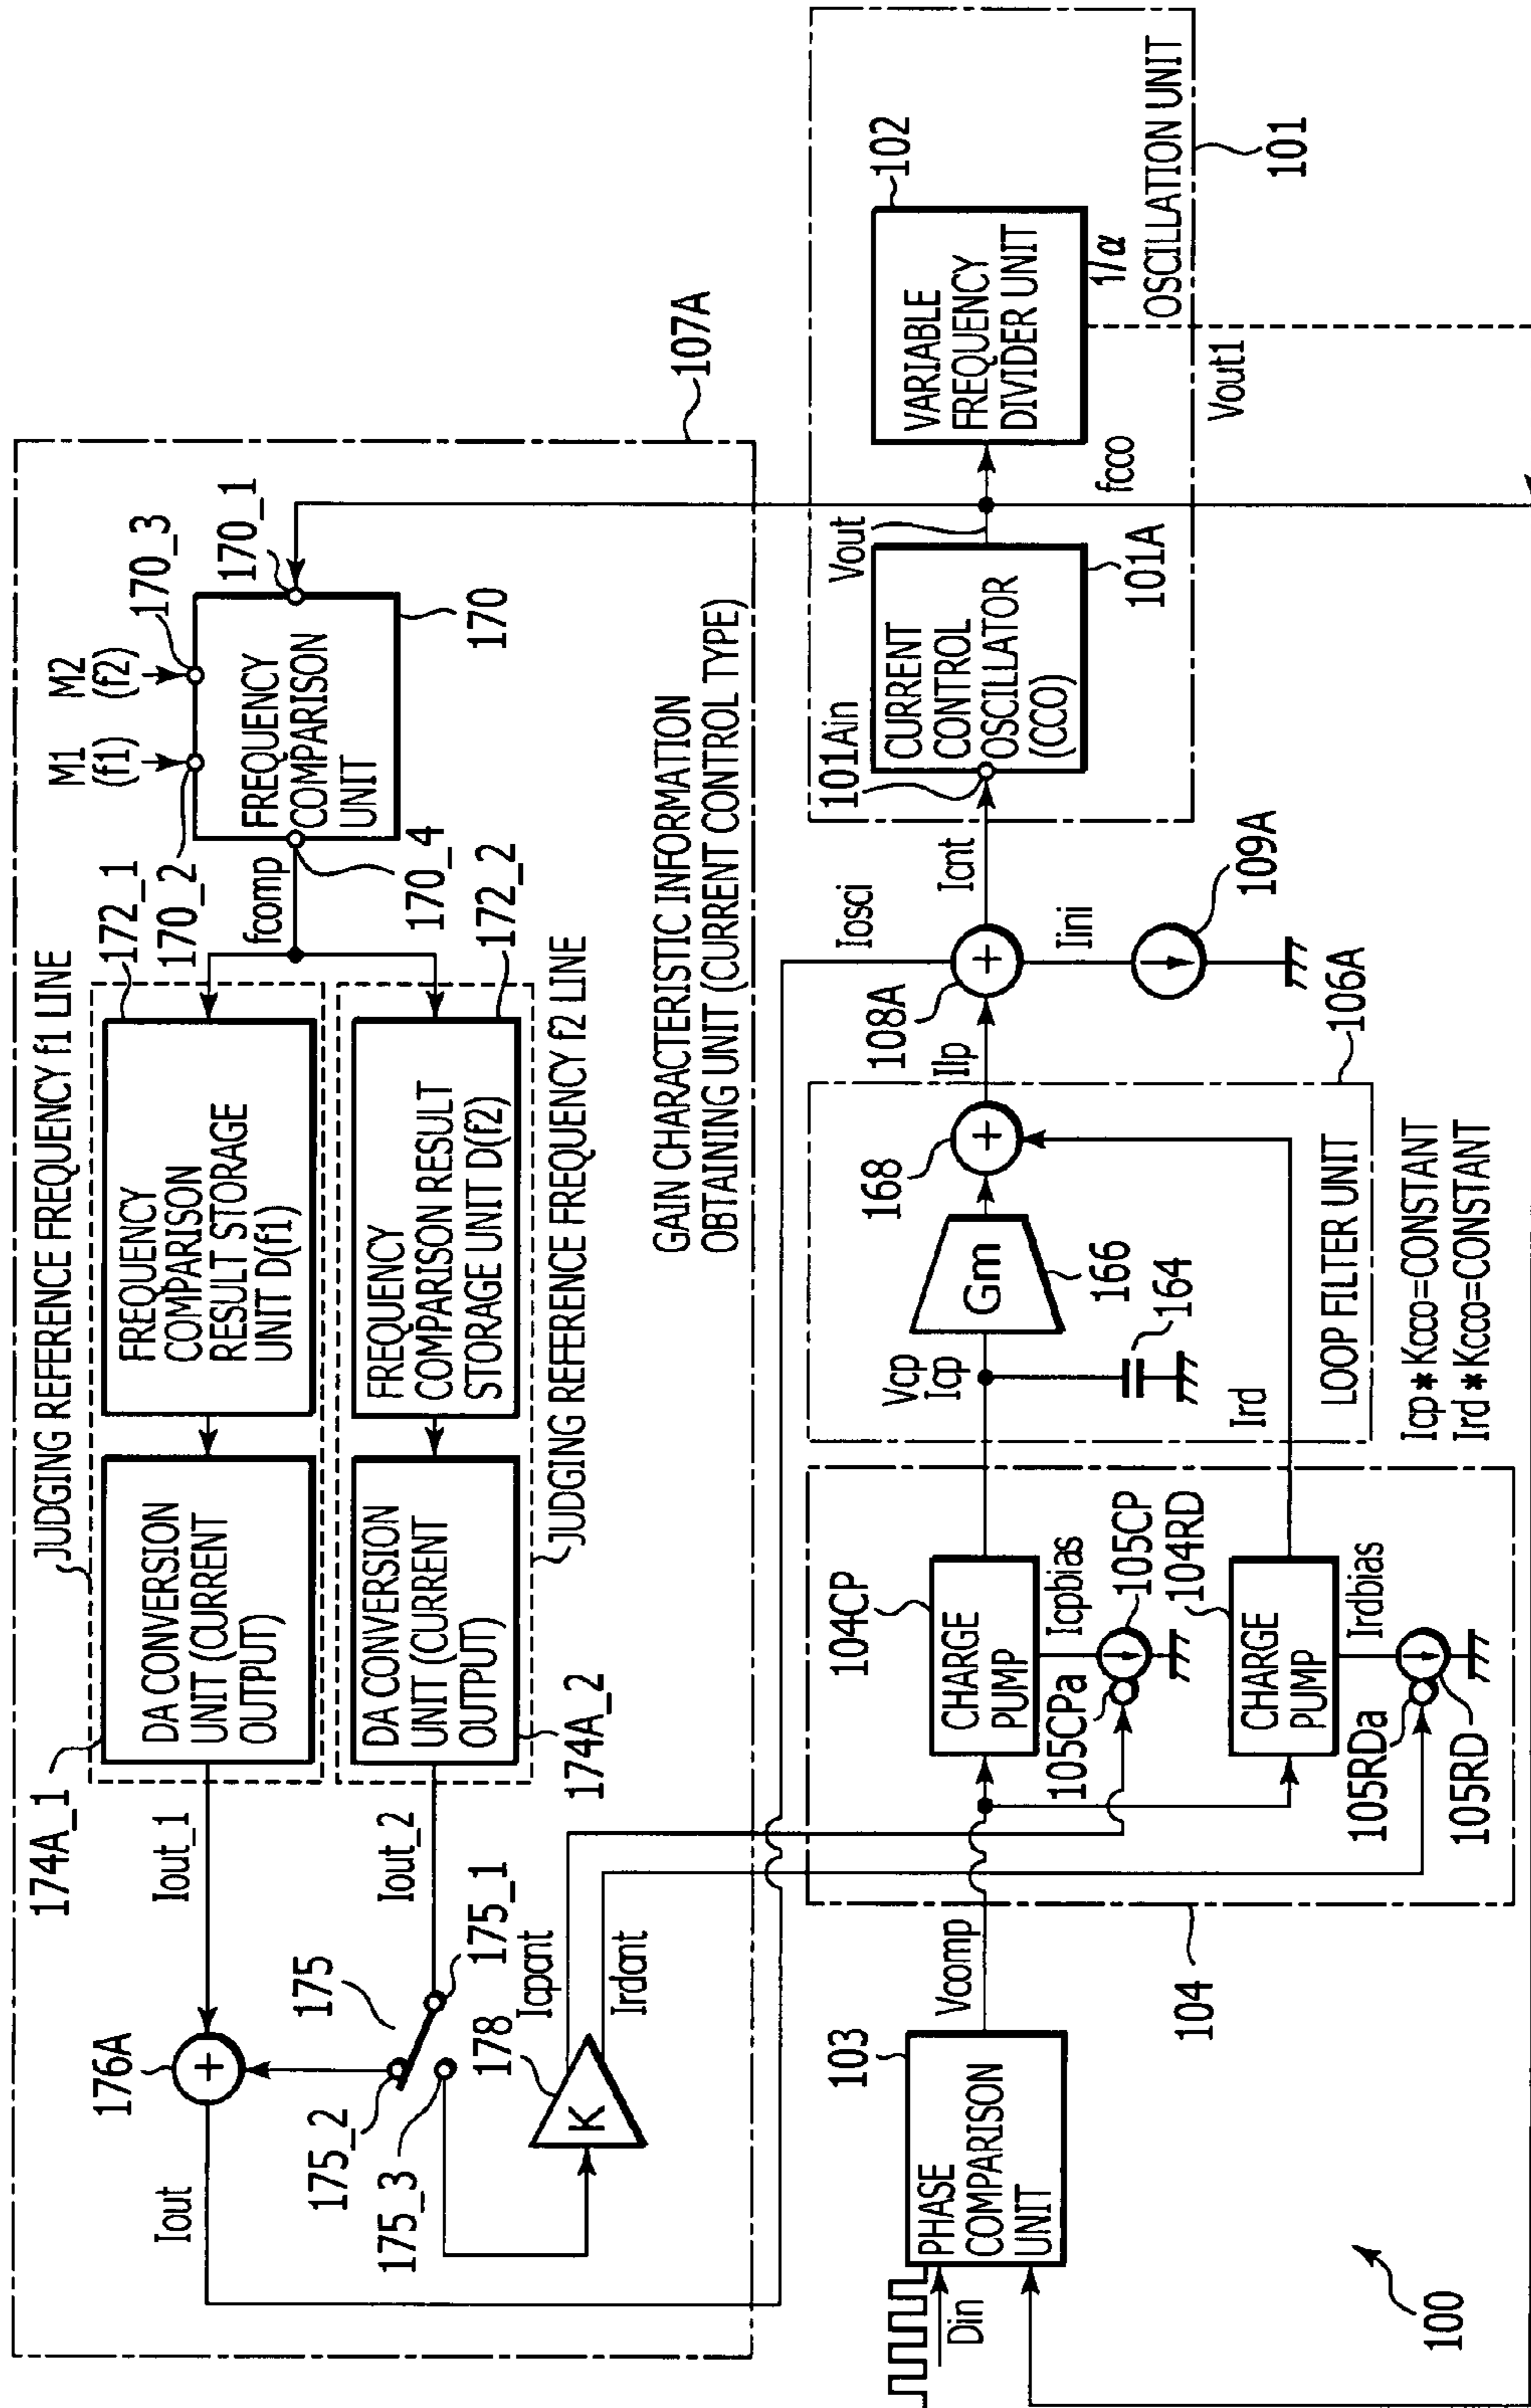 JUDGING REFERENCE FREQUENCY f1 LINE
174A_1
DA CONVERSION
UNIT (CURRENT
OUTPUT)
FREQUENCY
COMPARISON
RESULT STORAGE
UNIT D(f1)
172_1
170_2
M1
(f1)
M2
(f2)
170_3
170_1
FREQUENCY
COMPARISON
UNIT
170
170_4
fcomp
107A
176A
Iout_1
Iout
175
175_2
175_3
175_1
Iout_2
DA CONVERSION
UNIT (CURRENT
OUTPUT)
174A_2
FREQUENCY
COMPARISON RESULT
STORAGE UNIT D(f2)
172_2
JUDGING REFERENCE FREQUENCY f2 LINE
178
K
Icpcnt
Irdcnt
GAIN CHARACTERISTIC INFORMATION
OBTAINING UNIT (CURRENT CONTROL TYPE)
103
PHASE
COMPARISON
UNIT
Din
Vcomp
104
104CP
CHARGE
PUMP
Icpbias
105CPa
105CP
104RD
CHARGE
PUMP
Irdbias
105RDa
105RD
Vcp
Icp
Gm
166
164
168
Ird
LOOP FILTER UNIT
106A
Icp*Kcco=CONSTANT
Ird*Kcco=CONSTANT
Ilp
108A
Iosci
Iini
109A
Icnt
101Ain
CURRENT
CONTROL
OSCILLATOR
(CCO)
101A
Vout
fcco
VARIABLE
FREQUENCY
DIVIDER UNIT
102
1/α
OSCILLATION UNIT
101
Vout1
100